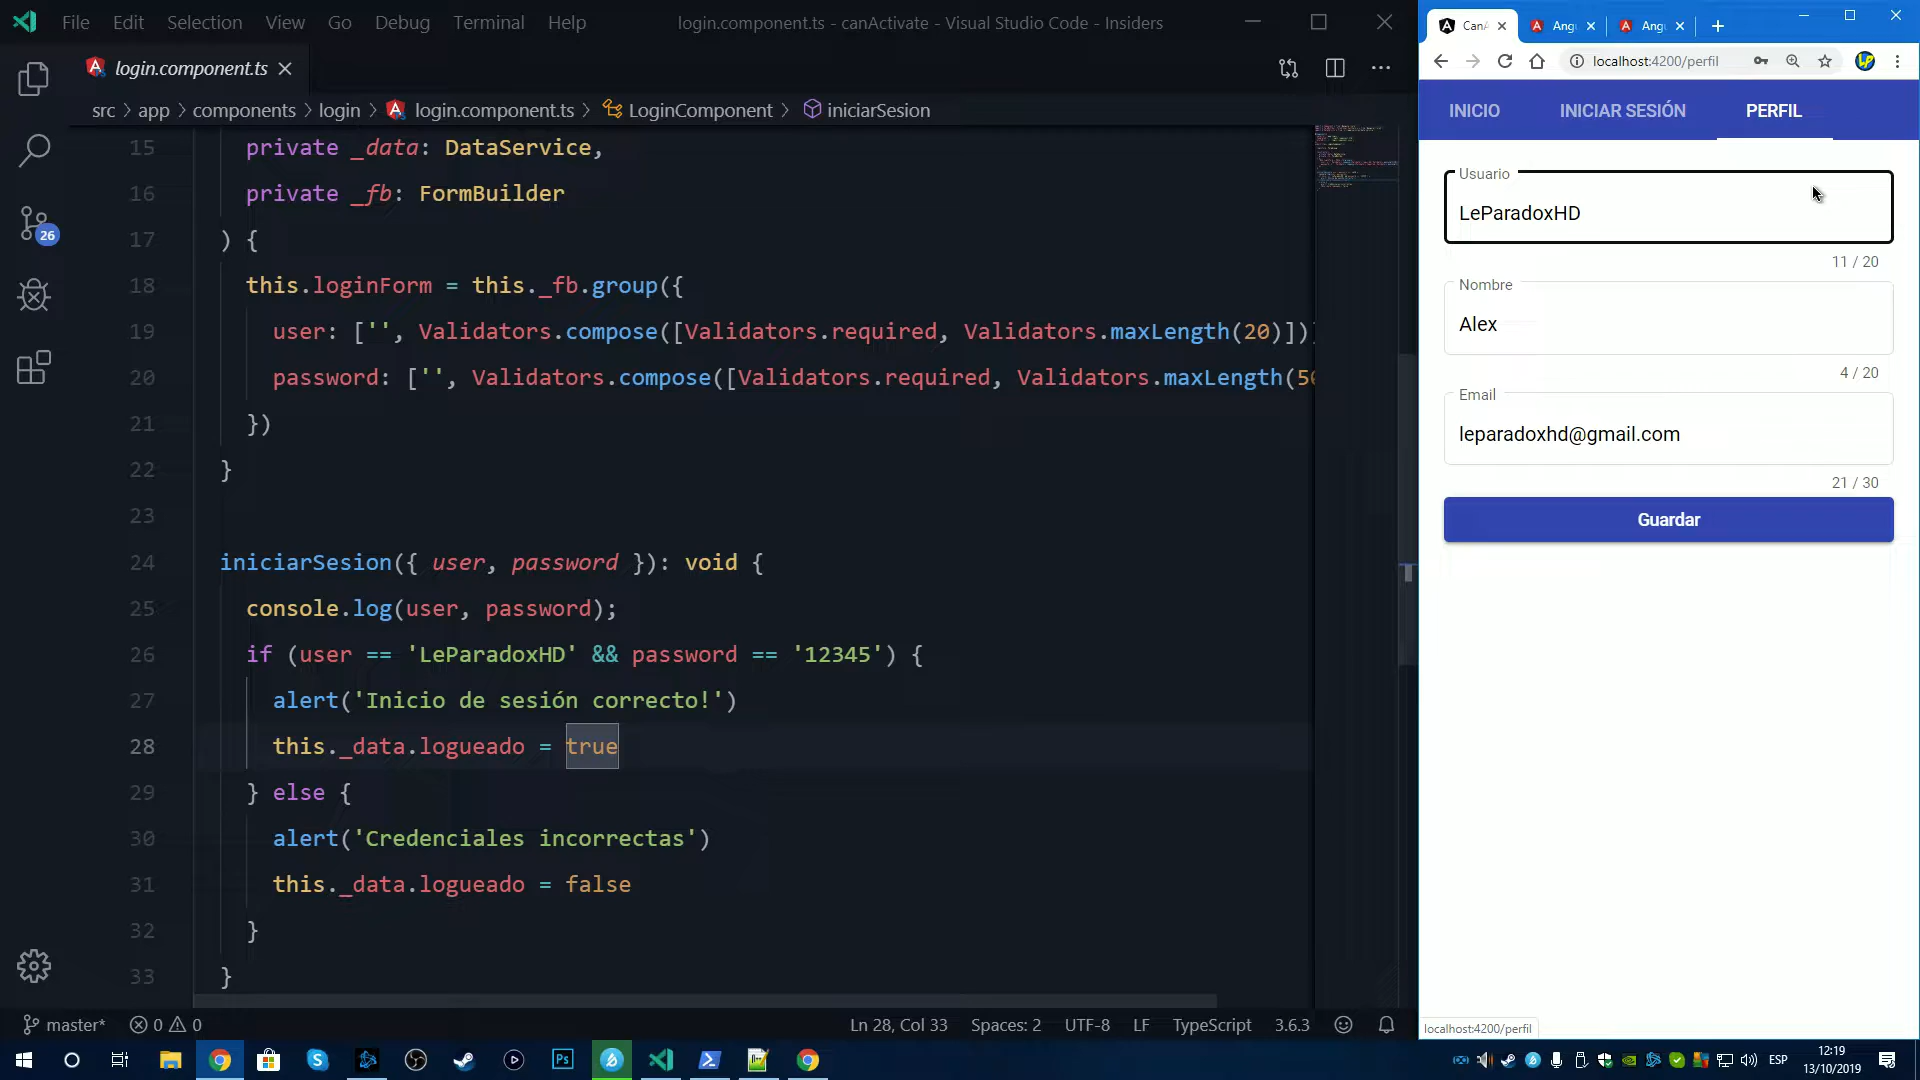 File Edit Selection View Go Debug Terminal Help login.component.ts - canActivate - Visual Studio Code - Insiders
login.component.ts
src > app > components > login > login.component.ts > LoginComponent > iniciarSesion
15 private _data: DataService,
16 private _fb: FormBuilder
17 ) {
18 this.loginForm = this._fb.group({
19 user: ['', Validators.compose([Validators.required, Validators.maxLength(20)])
20 password: ['', Validators.compose([Validators.required, Validators.maxLength(50
21 })
22 }
23
24 iniciarSesion({ user, password }): void {
25 console.log(user, password);
26 if (user == 'LeParadoxHD' && password == '12345') {
27 alert('Inicio de sesión correcto!')
28 this._data.logueado = true
29 } else {
30 alert('Credenciales incorrectas')
31 this._data.logueado = false
32 }
33 }
26
master* 0 0 Ln 28, Col 33 Spaces: 2 UTF-8 LF TypeScript 3.6.3
CanA Angu Angu
localhost:4200/perfil
INICIO INICIAR SESIÓN PERFIL
Usuario
LeParadoxHD
11 / 20
Nombre
Alex
4 / 20
Email
leparadoxhd@gmail.com
21 / 30
Guardar
localhost:4200/perfil
Ps
ESP
12:19
13/10/2019